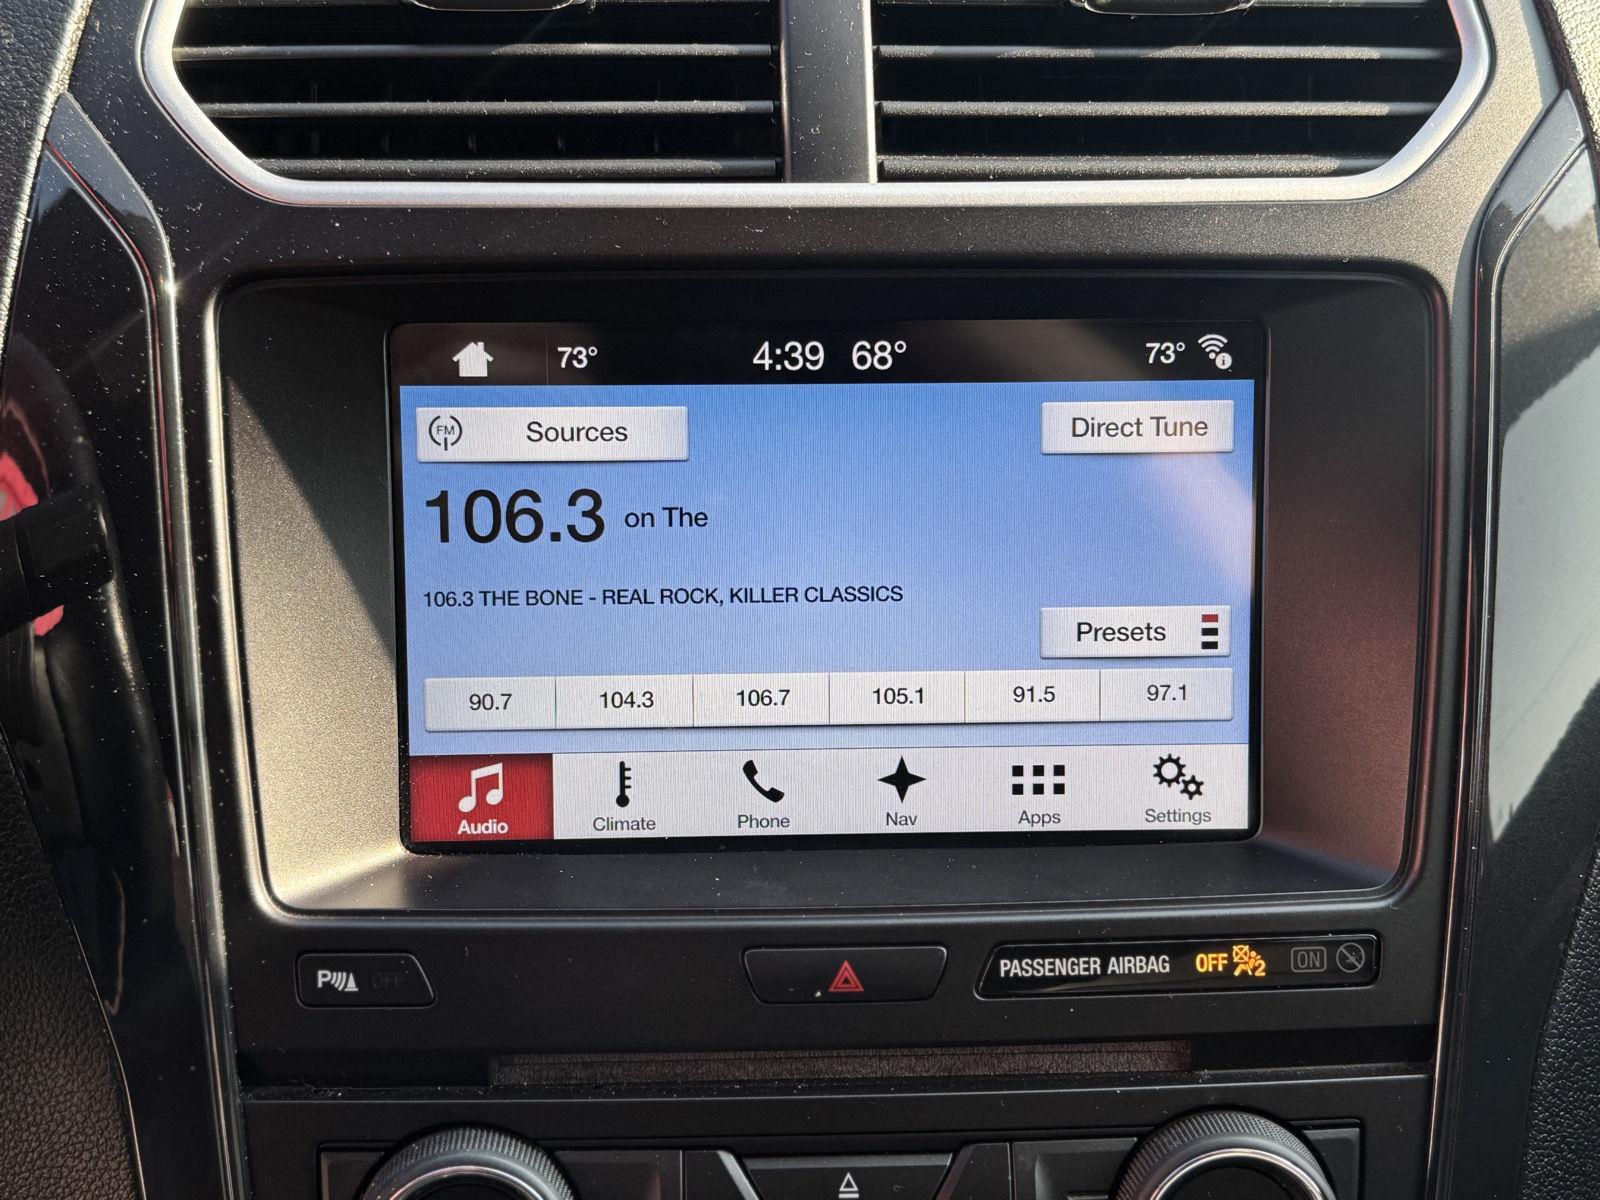 73° 4:39 68° 73°
FM Sources Direct Tune
106.3 on The
106.3 THE BONE - REAL ROCK, KILLER CLASSICS
Presets
90.7 104.3 106.7 105.1 91.5 97.1
Audio Climate Phone Nav Apps Settings
P OFF PASSENGER AIRBAG OFF 2 ON